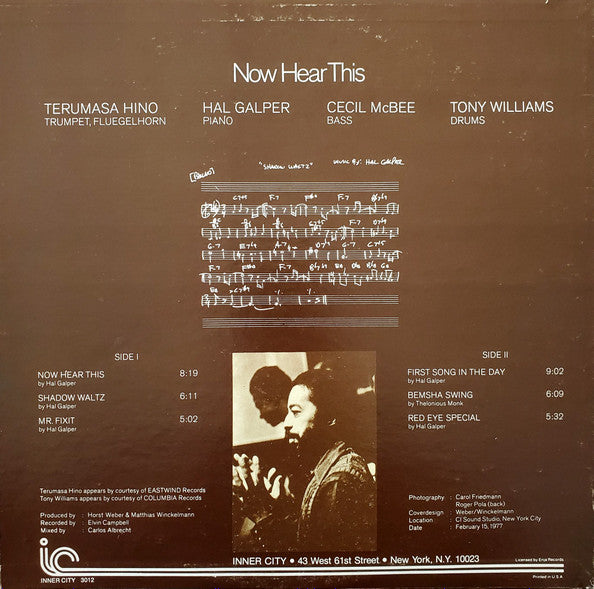 Now Hear This
TERUMASA HINO
TRUMPET, FLUEGELHORN
HAL GALPER
PIANO
CECIL McBEE
BASS
TONY WILLIAMS
DRUMS
"SHADOW WALTZ" MUSIC BY: HAL GALPER
SIDE I
NOW HEAR THIS 8:19
by Hal Galper
SHADOW WALTZ 6:11
by Hal Galper
MR. FIXIT 5:02
by Hal Galper
SIDE II
FIRST SONG IN THE DAY 9:02
by Hal Galper
BEMSHA SWING 6:09
by Thelonious Monk
RED EYE SPECIAL 5:32
by Hal Galper
Terumasa Hino appears by courtesy of EASTWIND Records
Tony Williams appears by courtesy of COLUMBIA Records
Produced by : Horst Weber & Matthias Winckelmann
Recorded by : Elvin Campbell
Mixed by : Carlos Albrecht
Photography : Carol Friedmann
Roger Pola (back)
Coverdesign : Weber/Winckelmann
Location : CI Sound Studio, New York City
Date : February 15, 1977
ic
INNER CITY 3012
INNER CITY • 43 West 61st Street • New York, N.Y. 10023
Licensed by Enja Records
Printed in U S A